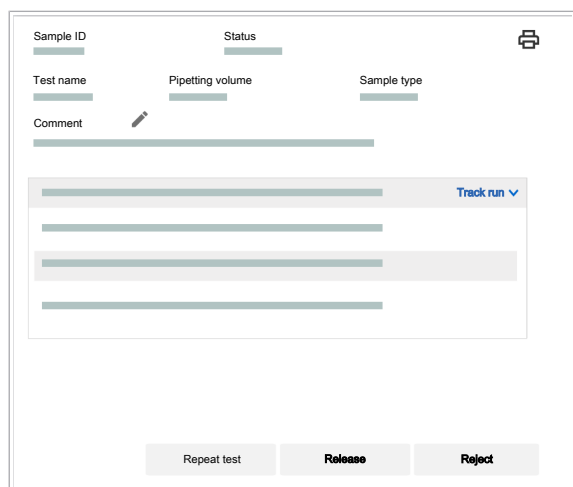 Sample ID Status
Test name Pipetting volume Sample type
Comment
Track run
Repeat test Release Reject